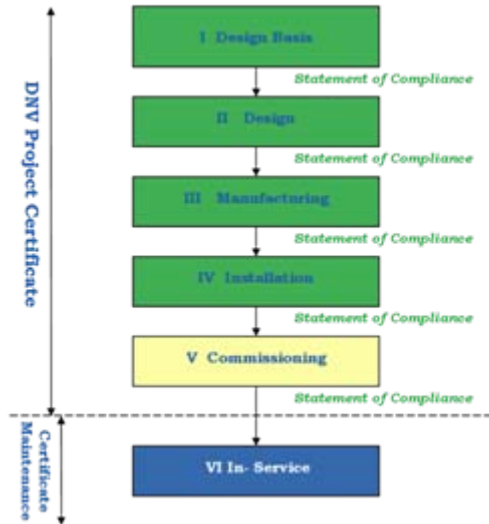 I Design Basis
Statement of Compliance
II Design
Statement of Compliance
III Manufacturing
Statement of Compliance
IV Installation
Statement of Compliance
V Commissioning
Statement of Compliance
VI In- Service
DNV Project Certificate
Certificate
Maintenance